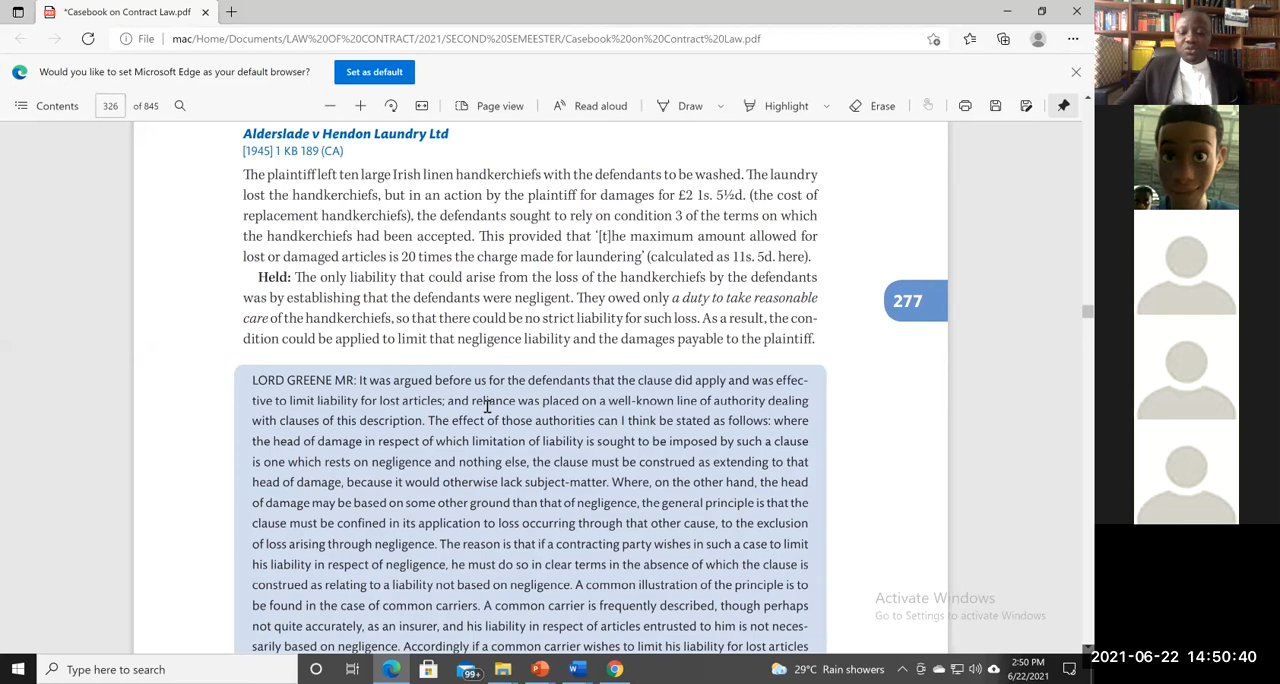 *Casebook on Contract Law.pdf
File
mac/Home/Documents/LAW%20OF%20CONTRACT/2021/SECOND%20SEMEESTER/Casebook%20on%20Contract%20Law.pdf
Would you like to set Microsoft Edge as your default browser?
Set as default
Contents
326
of 845
Page view
Read aloud
Draw
Highlight
Erase
Alderslade v Hendon Laundry Ltd
[1945] 1 KB 189 (CA)
The plaintiff left ten large Irish linen handkerchiefs with the defendants to be washed. The laundry
lost the handkerchiefs, but in an action by the plaintiff for damages for £2 1s. 5½d. (the cost of
replacement handkerchiefs), the defendants sought to rely on condition 3 of the terms on which
the handkerchiefs had been accepted. This provided that ‘[t]he maximum amount allowed for
lost or damaged articles is 20 times the charge made for laundering’ (calculated as 11s. 5d. here).
Held: The only liability that could arise from the loss of the handkerchiefs by the defendants
was by establishing that the defendants were negligent. They owed only a duty to take reasonable
care of the handkerchiefs, so that there could be no strict liability for such loss. As a result, the con-
dition could be applied to limit that negligence liability and the damages payable to the plaintiff.
277
LORD GREENE MR: It was argued before us for the defendants that the clause did apply and was effec-
tive to limit liability for lost articles; and reliance was placed on a well-known line of authority dealing
with clauses of this description. The effect of those authorities can I think be stated as follows: where
the head of damage in respect of which limitation of liability is sought to be imposed by such a clause
is one which rests on negligence and nothing else, the clause must be construed as extending to that
head of damage, because it would otherwise lack subject-matter. Where, on the other hand, the head
of damage may be based on some other ground than that of negligence, the general principle is that the
clause must be confined in its application to loss occurring through that other cause, to the exclusion
of loss arising through negligence. The reason is that if a contracting party wishes in such a case to limit
his liability in respect of negligence, he must do so in clear terms in the absence of which the clause is
construed as relating to a liability not based on negligence. A common illustration of the principle is to
be found in the case of common carriers. A common carrier is frequently described, though perhaps
not quite accurately, as an insurer, and his liability in respect of articles entrusted to him is not neces-
sarily based on negligence. Accordingly if a common carrier wishes to limit his liability for lost articles
Activate Windows
Go to Settings to activate Windows
Type here to search
99+
29°C Rain showers
2:50 PM
6/22/2021
2021-06-22 14:50:40